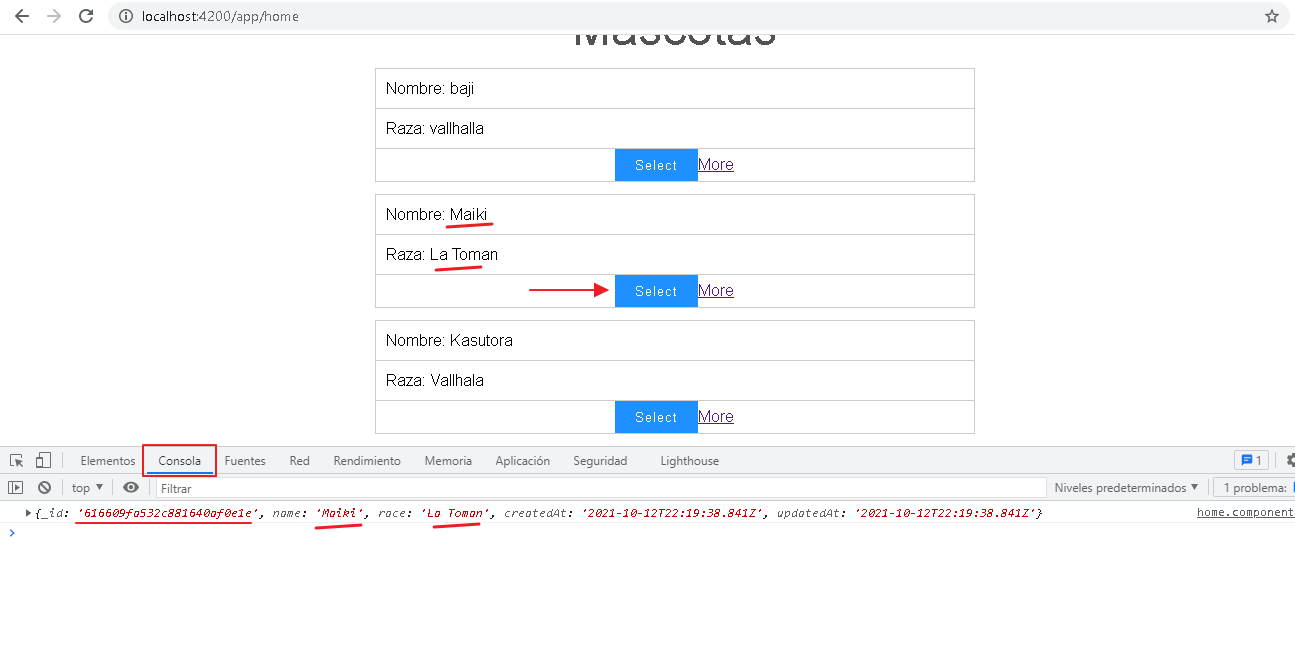 localhost:4200/app/home
Mascotas
Nombre: baji
Raza: vallhalla
Select More
Nombre: Maiki
Raza: La Toman
Select More
Nombre: Kasutora
Raza: Vallhala
Select More
Elementos Consola Fuentes Red Rendimiento Memoria Aplicación Seguridad Lighthouse 1
top Filtrar Niveles predeterminados 1 problema:
{_id: '616609fa532c881640af0e1e', name: 'Maiki', race: 'La Toman', createdAt: '2021-10-12T22:19:38.841Z', updatedAt: '2021-10-12T22:19:38.841Z'} home.component